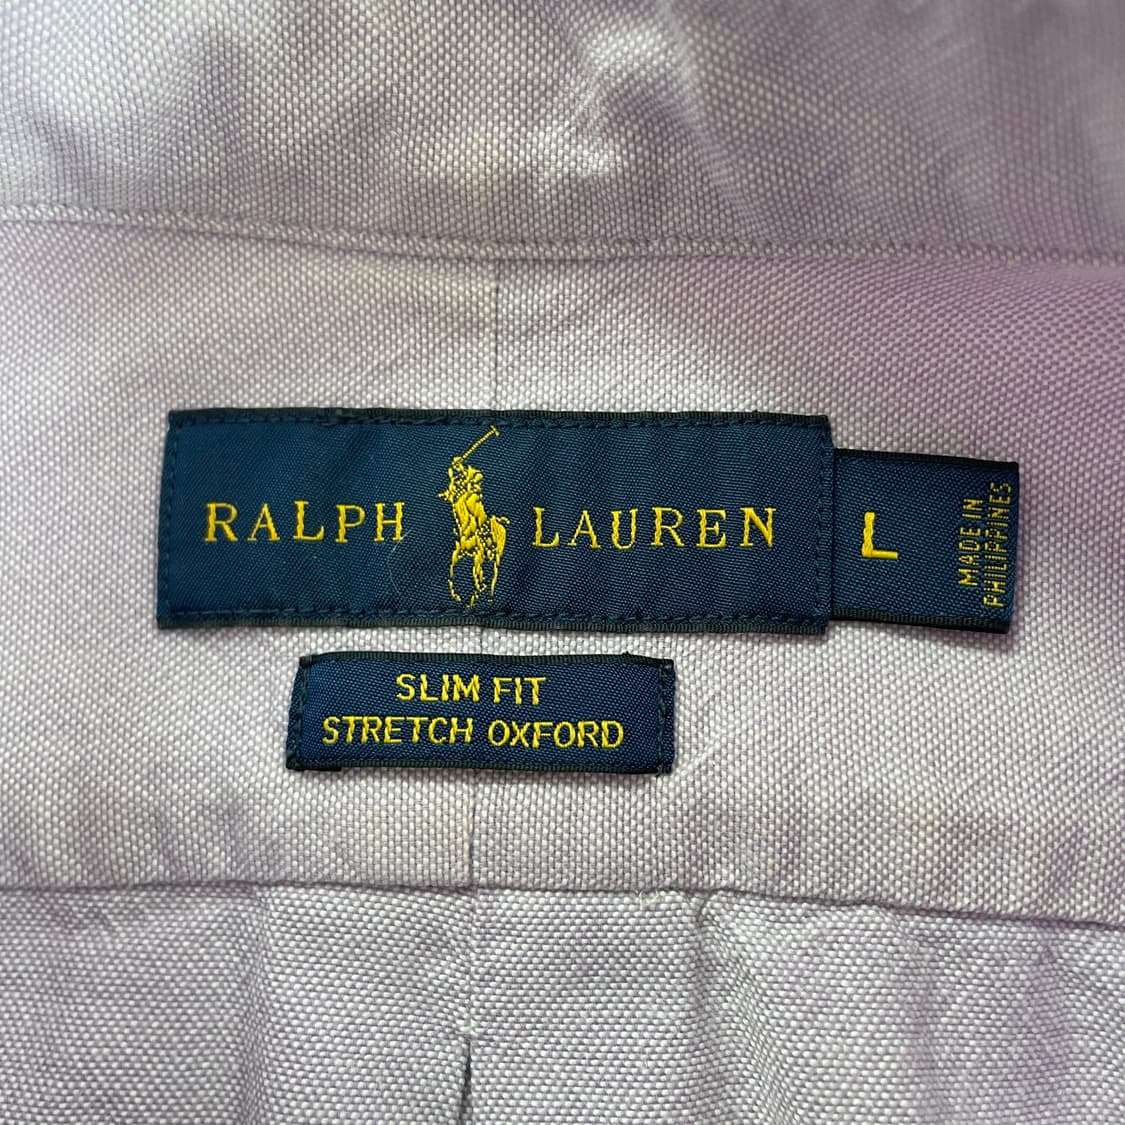 RALPH LAUREN
L
MADE IN
PHILIPPINES
SLIM FIT
STRETCH OXFORD